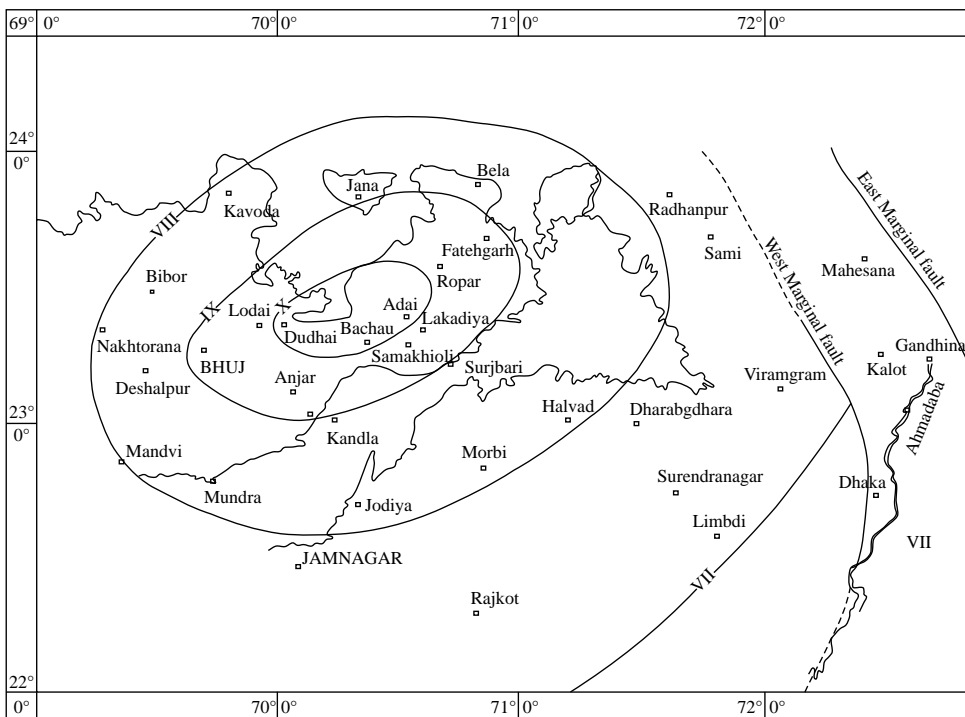 69° 0° 70° 0° 71° 0° 72° 0°
24° 0°
Bela
Jana
Kavoda
Radhanpur
VIII
East Marginal fault
Sami
Fatehgarh
West Marginal fault
Mahesana
Bibor
Ropar
IX
X
Lodai
Adai
Dudhai
Bachau
Lakadiya
Nakhtorana
BHUJ
Samakhioli
Surjbari
Gandhina
Kalot
Deshalpur
Anjar
Viramgram
Halvad
Dharabgdhara
Ahmadaba
23° 0°
Kandla
Mandvi
Morbi
Mundra
Surendranagar
Dhaka
Jodiya
Limbdi
VII
JAMNAGAR
VII
Rajkot
22° 0°
70° 0° 71° 0° 72° 0°